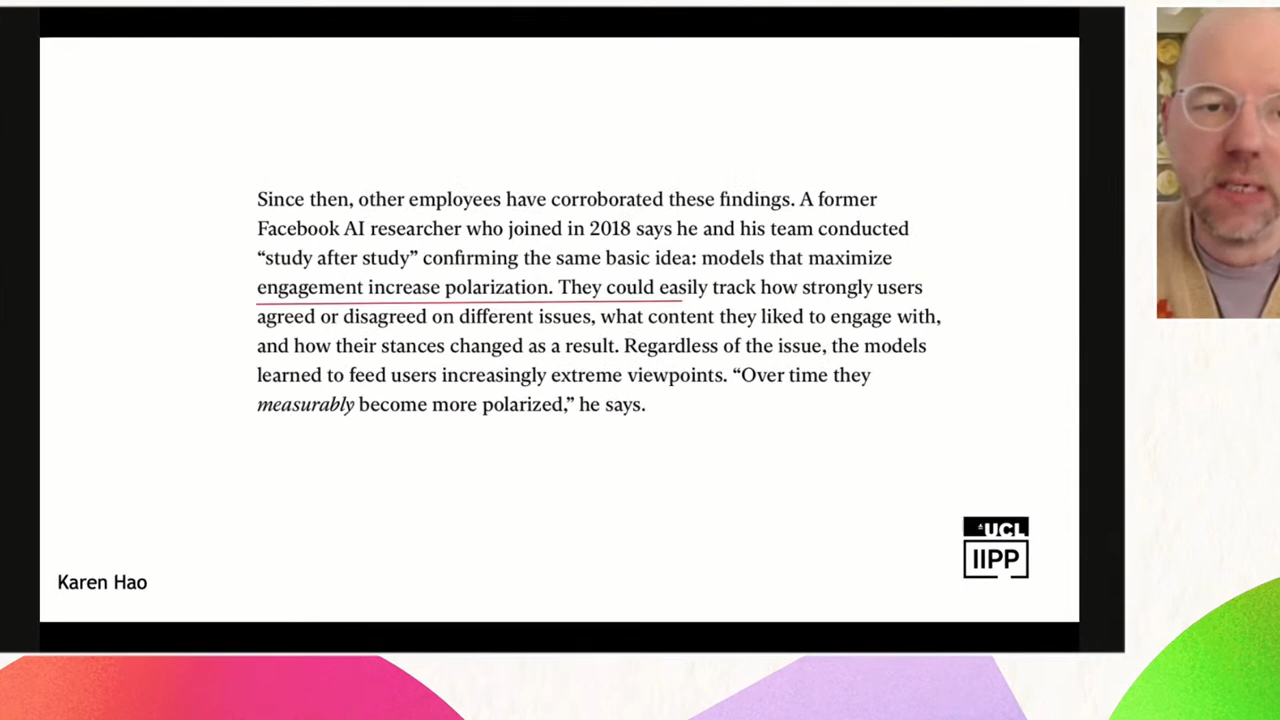 Since then, other employees have corroborated these findings. A former
Facebook AI researcher who joined in 2018 says he and his team conducted
“study after study” confirming the same basic idea: models that maximize
engagement increase polarization. They could easily track how strongly users
agreed or disagreed on different issues, what content they liked to engage with,
and how their stances changed as a result. Regardless of the issue, the models
learned to feed users increasingly extreme viewpoints. “Over time they
measurably become more polarized,” he says.
UCL
IIPP
Karen Hao